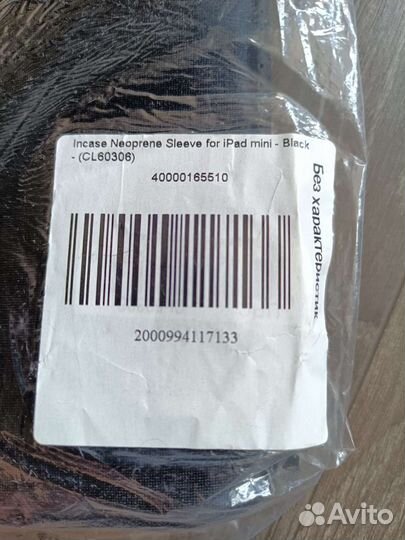 Incase Neoprene Sleeve for iPad mini - Black
- (CL60306)
40000165510
2000994117133
Без характеристик
Avito